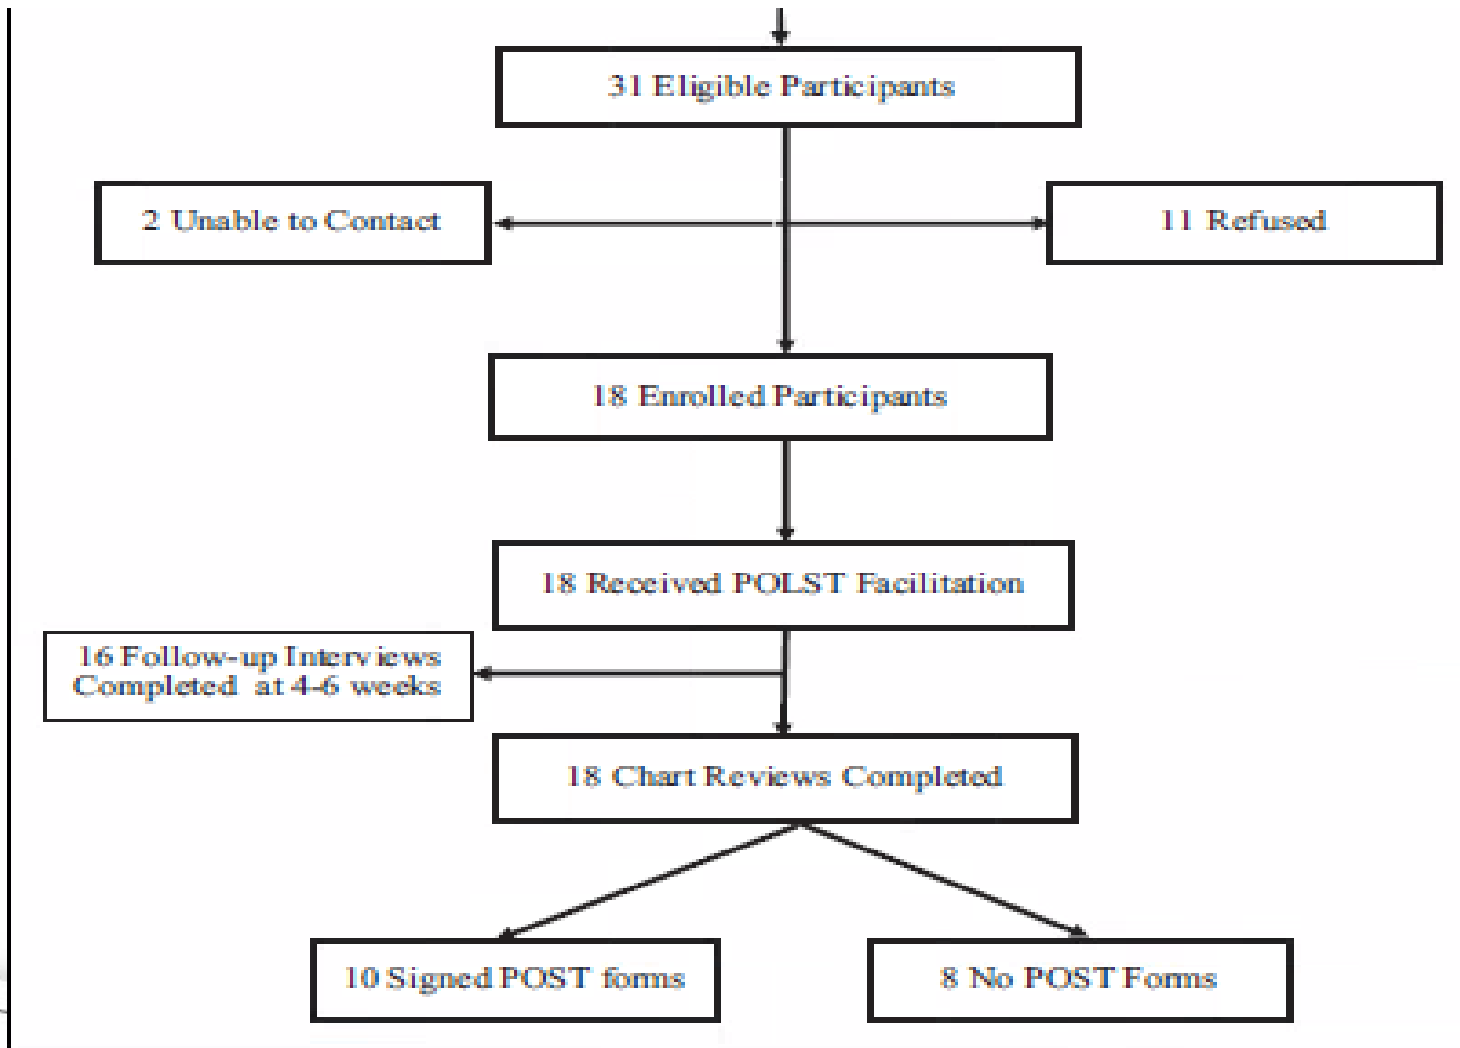 31 Eligible Participants
2 Unable to Contact
11 Refused
18 Enrolled Participants
18 Received POLST Facilitation
16 Follow-up Interviews
Completed at 4-6 weeks
18 Chart Reviews Completed
10 Signed POST forms
8 No POST Forms